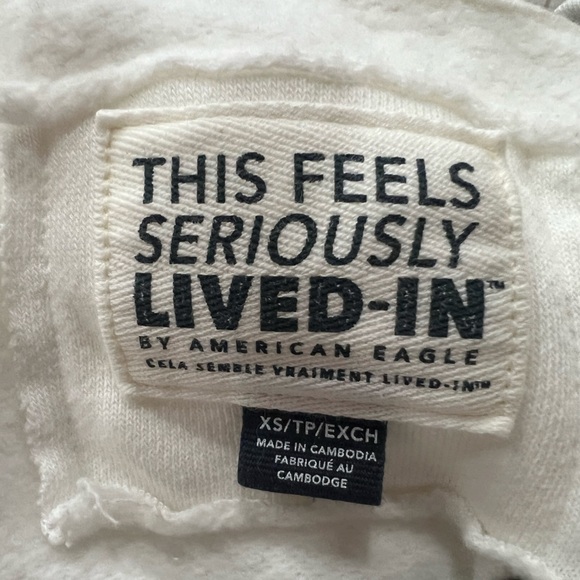 THIS FEELS
SERIOUSLY
LIVED-IN™
BY AMERICAN EAGLE
CELA SEMBLE VRAIMENT LIVED-IN™
XS/TP/EXCH
MADE IN CAMBODIA
FABRIQUÉ AU
CAMBODGE